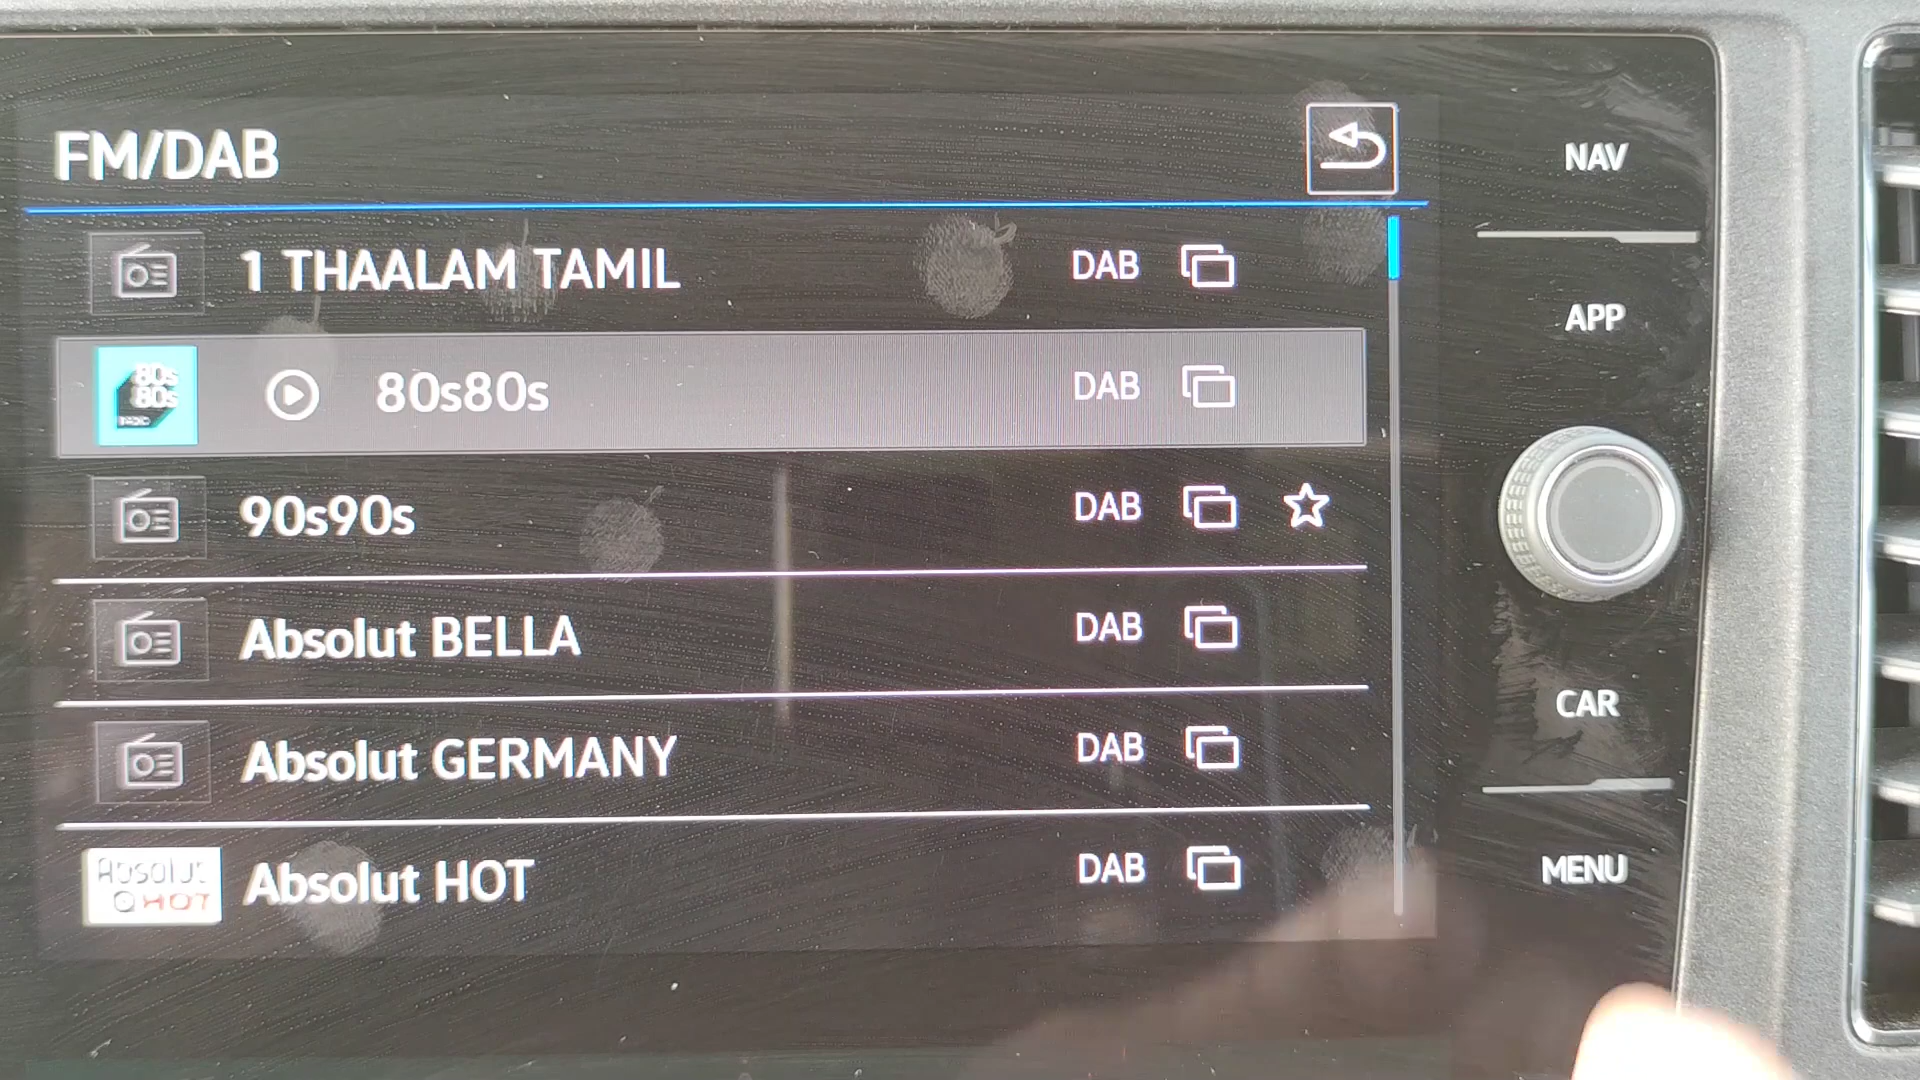 FM/DAB
NAV
1 THAALAM TAMIL DAB
APP
80s 80s RADIO 80s80s DAB
90s90s DAB
Absolut BELLA DAB
CAR
Absolut GERMANY DAB
MENU
Absolut HOT Absolut HOT DAB